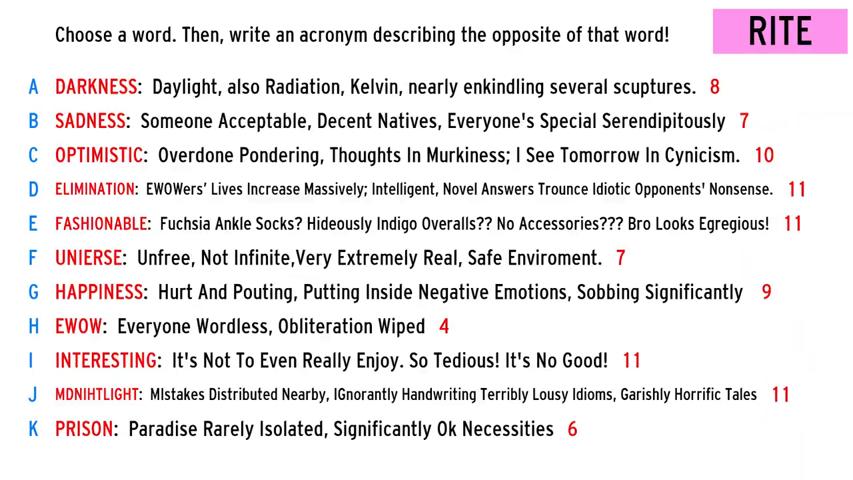 Choose a word. Then, write an acronym describing the opposite of that word!
RITE
A DARKNESS: Daylight, also Radiation, Kelvin, nearly enkindling several scuptures. 8
B SADNESS: Someone Acceptable, Decent Natives, Everyone's Special Serendipitously 7
C OPTIMISTIC: Overdone Pondering, Thoughts In Murkiness; I See Tomorrow In Cynicism. 10
D ELIMINATION: EWOWers' Lives Increase Massively; Intelligent, Novel Answers Trounce Idiotic Opponents' Nonsense. 11
E FASHIONABLE: Fuchsia Ankle Socks? Hideously Indigo Overalls?? No Accessories??? Bro Looks Egregious! 11
F UNIERSE: Unfree, Not Infinite,Very Extremely Real, Safe Enviroment. 7
G HAPPINESS: Hurt And Pouting, Putting Inside Negative Emotions, Sobbing Significantly 9
H EWOW: Everyone Wordless, Obliteration Wiped 4
I INTERESTING: It's Not To Even Really Enjoy. So Tedious! It's No Good! 11
J MDNIHTLIGHT: MIstakes Distributed Nearby, IGnorantly Handwriting Terribly Lousy Idioms, Garishly Horrific Tales 11
K PRISON: Paradise Rarely Isolated, Significantly Ok Necessities 6